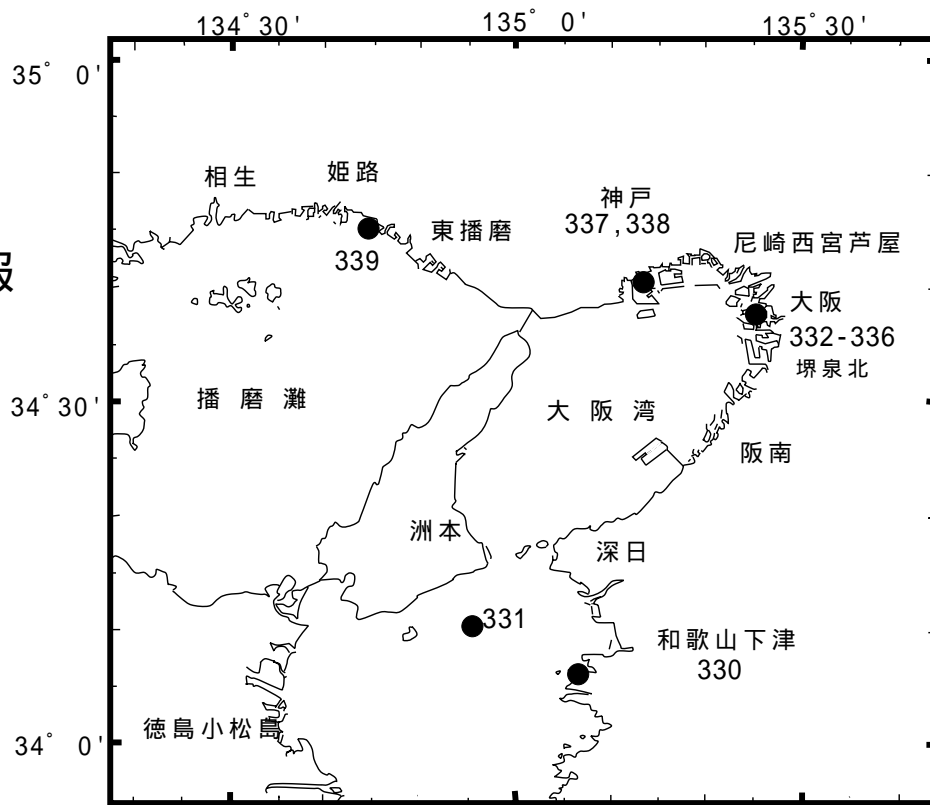 134°30' 135° 0' 135°30'
35° 0'
相生
姫路
神戸
337,338
東播磨
尼崎西宮芦屋
339
報
大阪
332-336
堺泉北
34°30'
播磨灘
大阪湾
阪南
洲本
深日
331
和歌山下津
330
徳島小松島
34° 0'